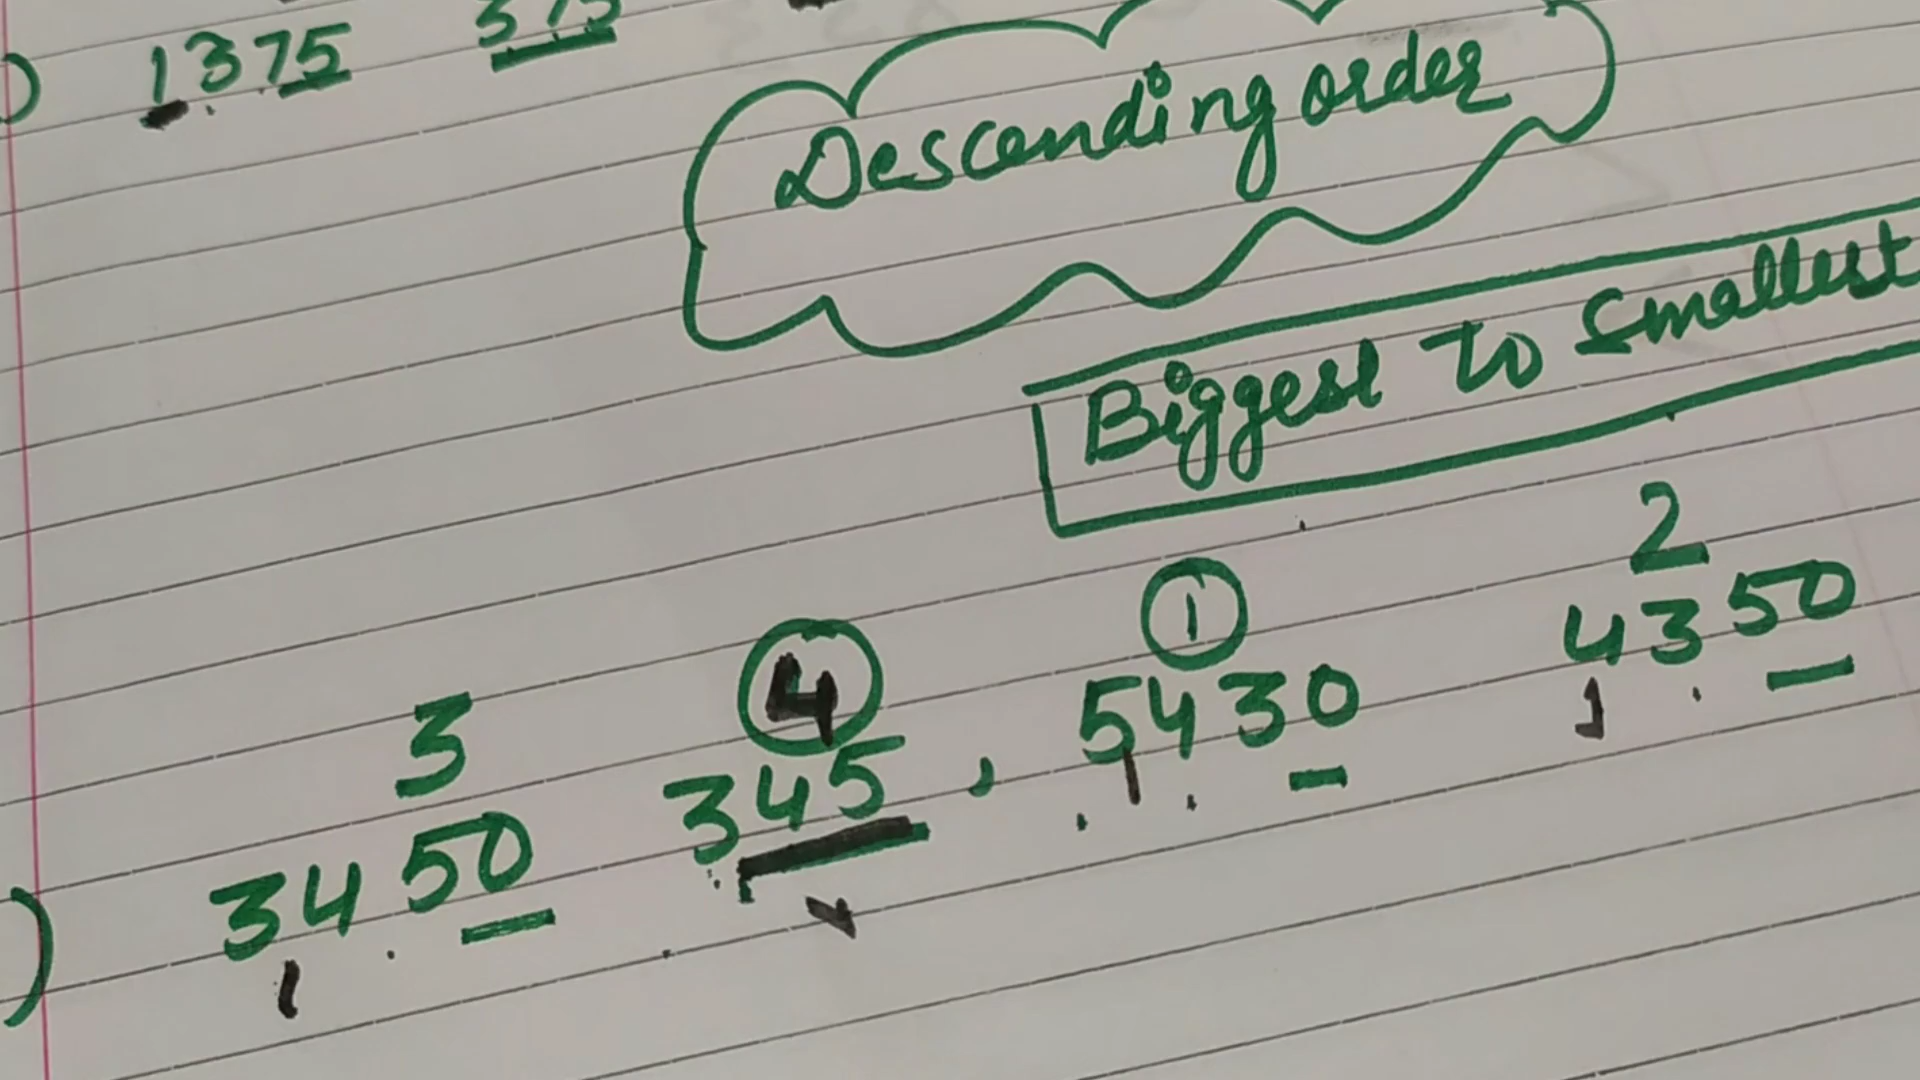 ) 1375 375
Descending order
Biggest to Smallest
3 4 1 2
) 3450 345 , 5430 4350